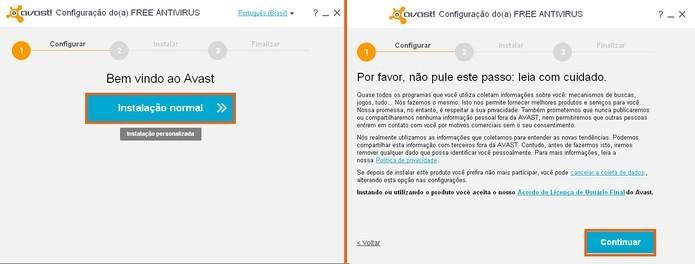 avast! Configuração do(a) FREE ANTIVIRUS
Português (Brasil)
1 Configurar 2 Instalar 3 Finalizar
Bem vindo ao Avast
Instalação normal
Instalação personalizada
avast! Configuração do(a) FREE ANTIVIRUS
1 Configurar 2 Instalar 3 Finalizar
Por favor, não pule este passo: leia com cuidado.
Quase todos os programas que você utiliza coletam informações sobre você: mecanismos de buscas,
jogos, tudo... Nós fazemos o mesmo. Isto nos permite fornecer melhores produtos e serviços para você.
Nossa promessa, no entanto, é respeitar a sua privacidade. Também prometemos que nunca publicaremos
ou compartilharemos nenhuma informação pessoal fora da AVAST, nem permitiremos que outras pessoas
entrem em contato com você por motivos comerciais sem o seu consentimento.
Nós realmente utilizamos as informações que coletamos para entender as novas tendências. Podemos
compartilhar esta informação com terceiros fora da AVAST. Contudo, antes de fazermos isto, iremos
remover qualquer dado que possa identificar você pessoalmente. Para mais informações, leia a
nossa Política de privacidade.
Se depois de instalar este produto você prefira não mais participar, você pode cancelar a coleta de dados,
alterando esta opção nas configurações.
Instando ou utilizando o produto você aceita o nosso Acordo de Licença de Usuário Final do Avast.
< Voltar
Continuar